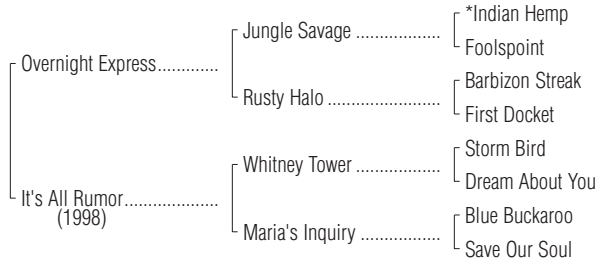 *Indian Hemp
Jungle Savage ..................
Foolspoint
Overnight Express.............
Barbizon Streak
Rusty Halo ........................
First Docket
Storm Bird
Whitney Tower ..................
Dream About You
It's All Rumor....................
(1998)
Blue Buckaroo
Maria's Inquiry .................
Save Our Soul